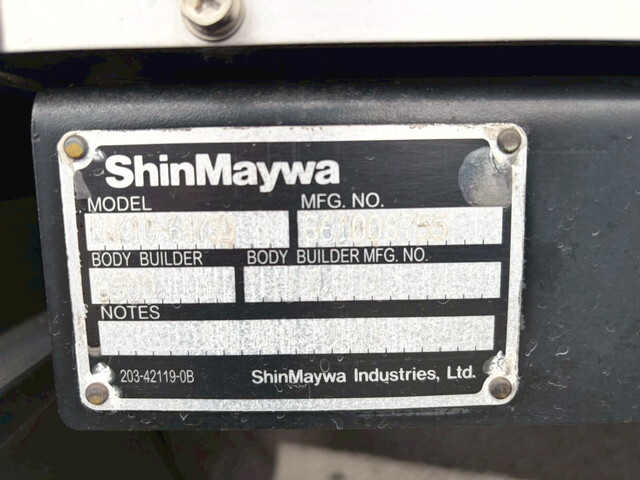 ShinMaywa
MODEL MFG. NO.
BODY BUILDER BODY BUILDER MFG. NO.
NOTES
203-42119-0B ShinMaywa Industries, Ltd.